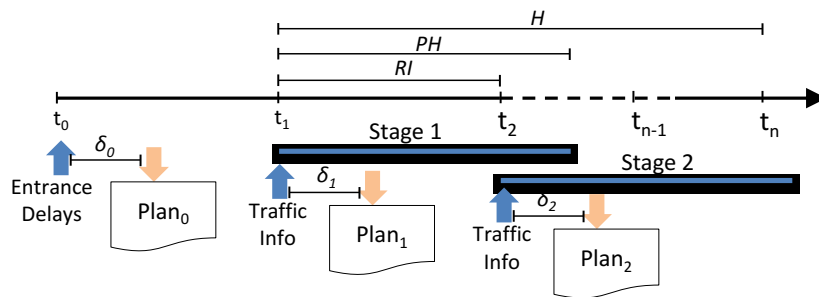 H
PH
RI
t0 t1 t2 tn-1 tn
Stage 1
Stage 2
δ0 δ1 δ2
Entrance
Delays
Plan0
Traffic
Info
Plan1
Traffic
Info
Plan2